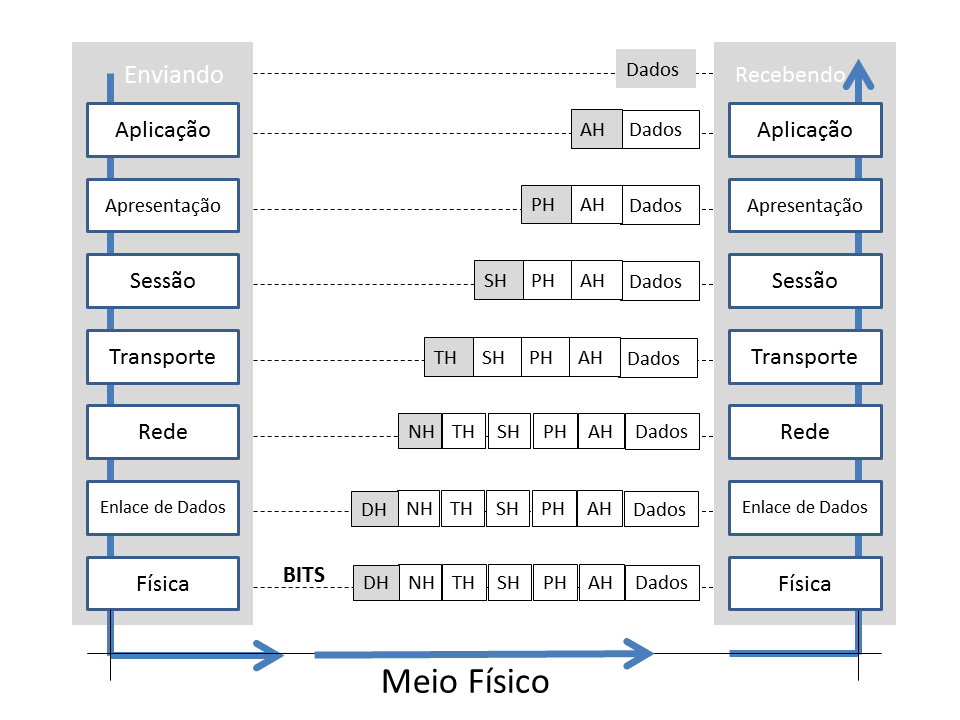 Enviando Dados Recebendo
Aplicação AH Dados Aplicação
Apresentação PH AH Dados Apresentação
Sessão SH PH AH Dados Sessão
Transporte TH SH PH AH Dados Transporte
Rede NH TH SH PH AH Dados Rede
Enlace de Dados DH NH TH SH PH AH Dados Enlace de Dados
Física BITS DH NH TH SH PH AH Dados Física
Meio Físico